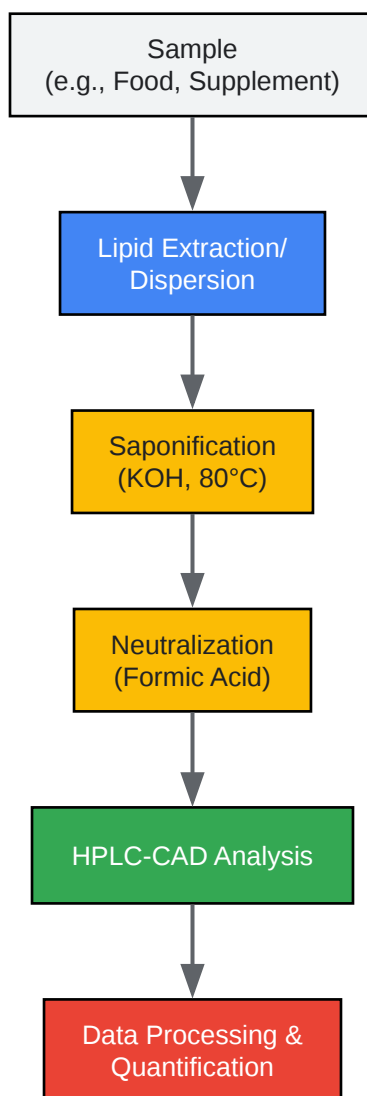 Sample
(e.g., Food, Supplement)
Lipid Extraction/
Dispersion
Saponification
(KOH, 80°C)
Neutralization
(Formic Acid)
HPLC-CAD Analysis
Data Processing &
Quantification